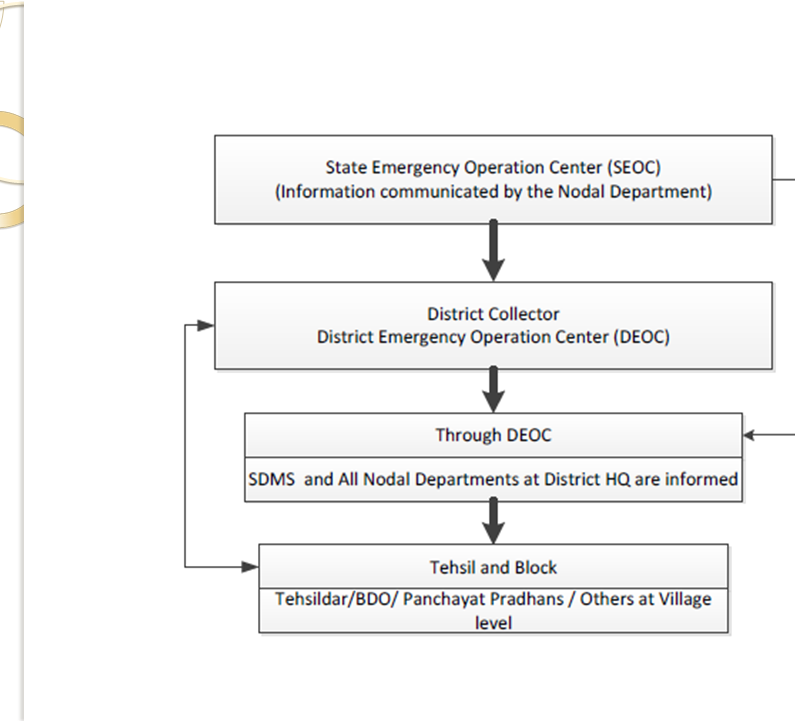 State Emergency Operation Center (SEOC)
(Information communicated by the Nodal Department)
District Collector
District Emergency Operation Center (DEOC)
Through DEOC
SDMS  and All Nodal Departments at District HQ are informed
Tehsil and Block
Tehsildar/BDO/ Panchayat Pradhans / Others at Village
level